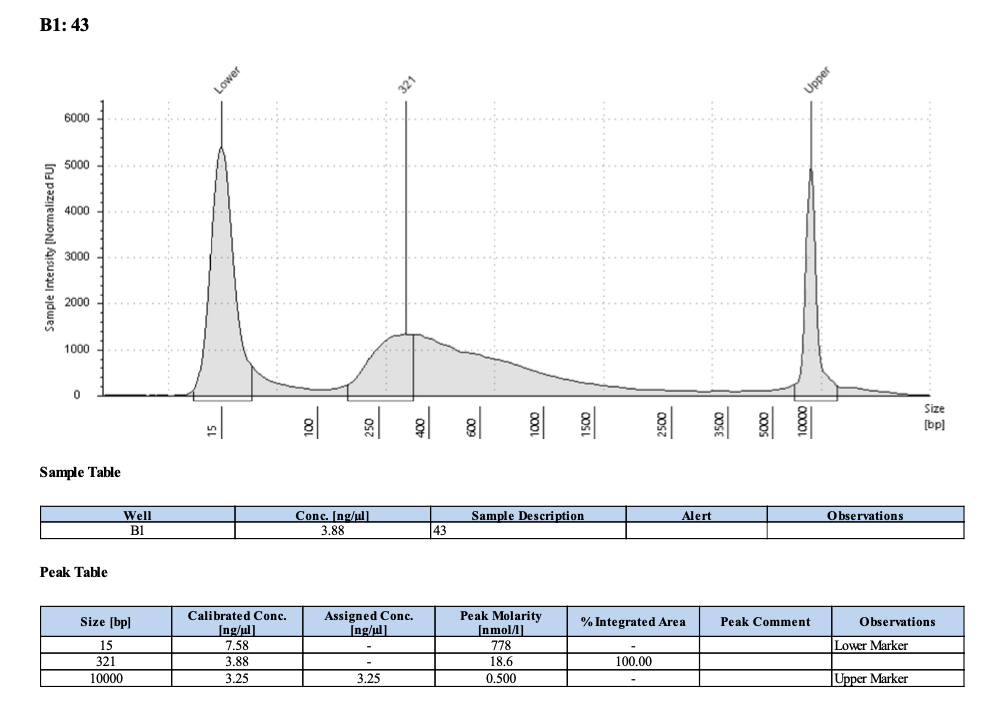 B1: 43
Lower
321
Upper
Sample Intensity [Normalized FU]
6000
5000
4000
3000
2000
1000
0
15
100
250
400
600
1000
1500
2500
3500
5000
10000
Size
[bp]
Sample Table
Well Conc. [ng/µl] Sample Description Alert Observations
B1 3.88 43
Peak Table
Size [bp] Calibrated Conc. [ng/µl] Assigned Conc. [ng/µl] Peak Molarity [nmol/l] % Integrated Area Peak Comment Observations
15 7.58 - 778 - Lower Marker
321 3.88 - 18.6 100.00
10000 3.25 3.25 0.500 - Upper Marker